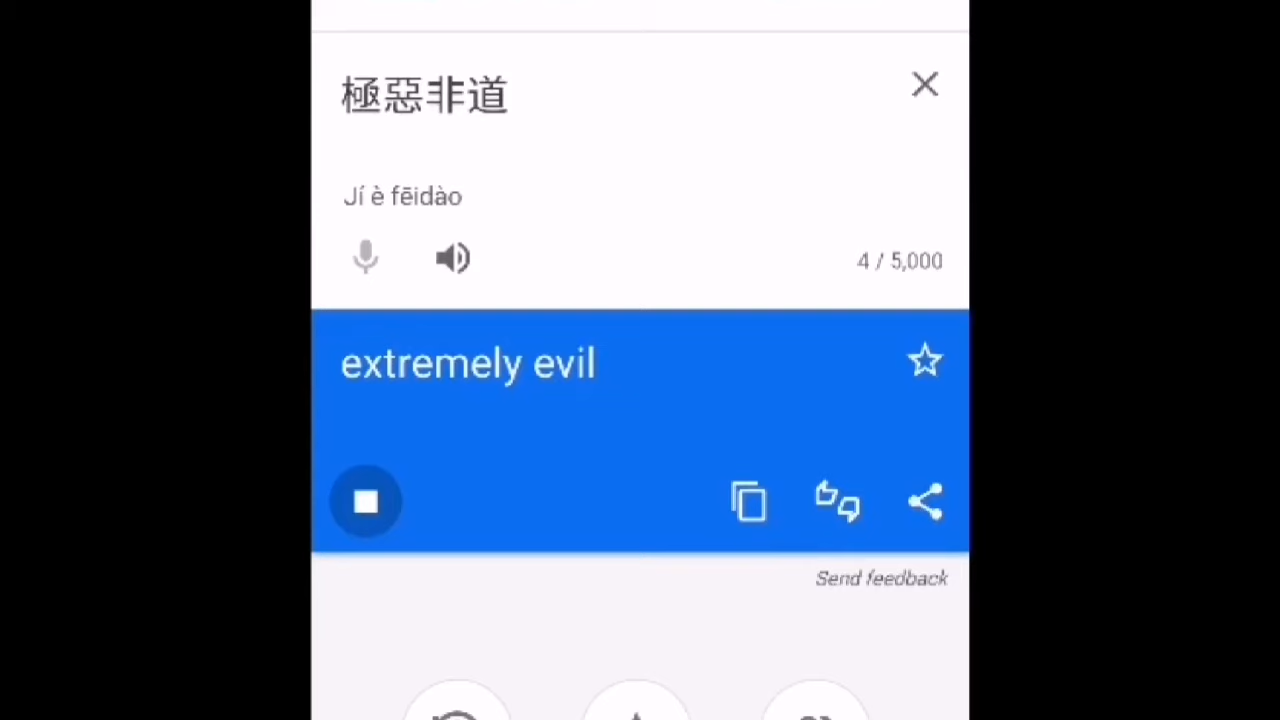 極惡非道
Jí è fēidào
4 / 5,000
extremely evil
Send feedback